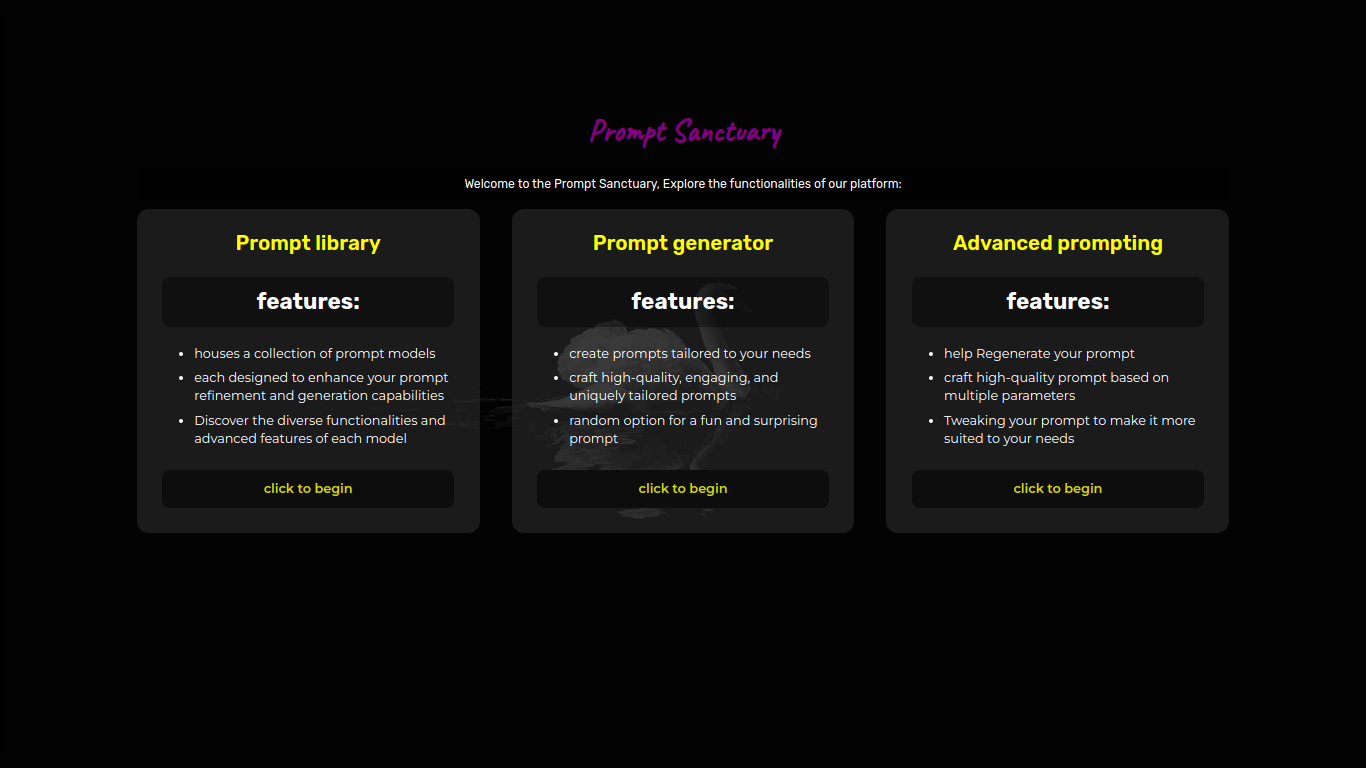 Prompt Sanctuary
Welcome to the Prompt Sanctuary, Explore the functionalities of our platform:
Prompt library
features:
• houses a collection of prompt models
• each designed to enhance your prompt
refinement and generation capabilities
• Discover the diverse functionalities and
advanced features of each model
click to begin
Prompt generator
features:
• create prompts tailored to your needs
• craft high-quality, engaging, and
uniquely tailored prompts
• random option for a fun and surprising
prompt
click to begin
Advanced prompting
features:
• help Regenerate your prompt
• craft high-quality prompt based on
multiple parameters
• Tweaking your prompt to make it more
suited to your needs
click to begin